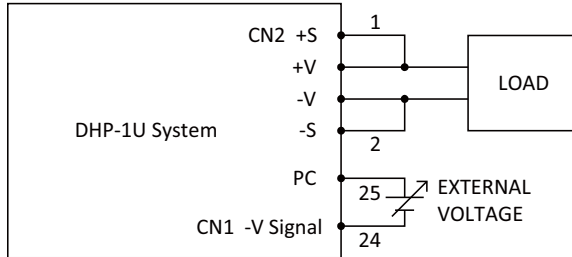 CN2 +S
1
+V
-V
-S
2
LOAD
DHP-1U System
PC
25
EXTERNAL
VOLTAGE
CN1 -V Signal
24